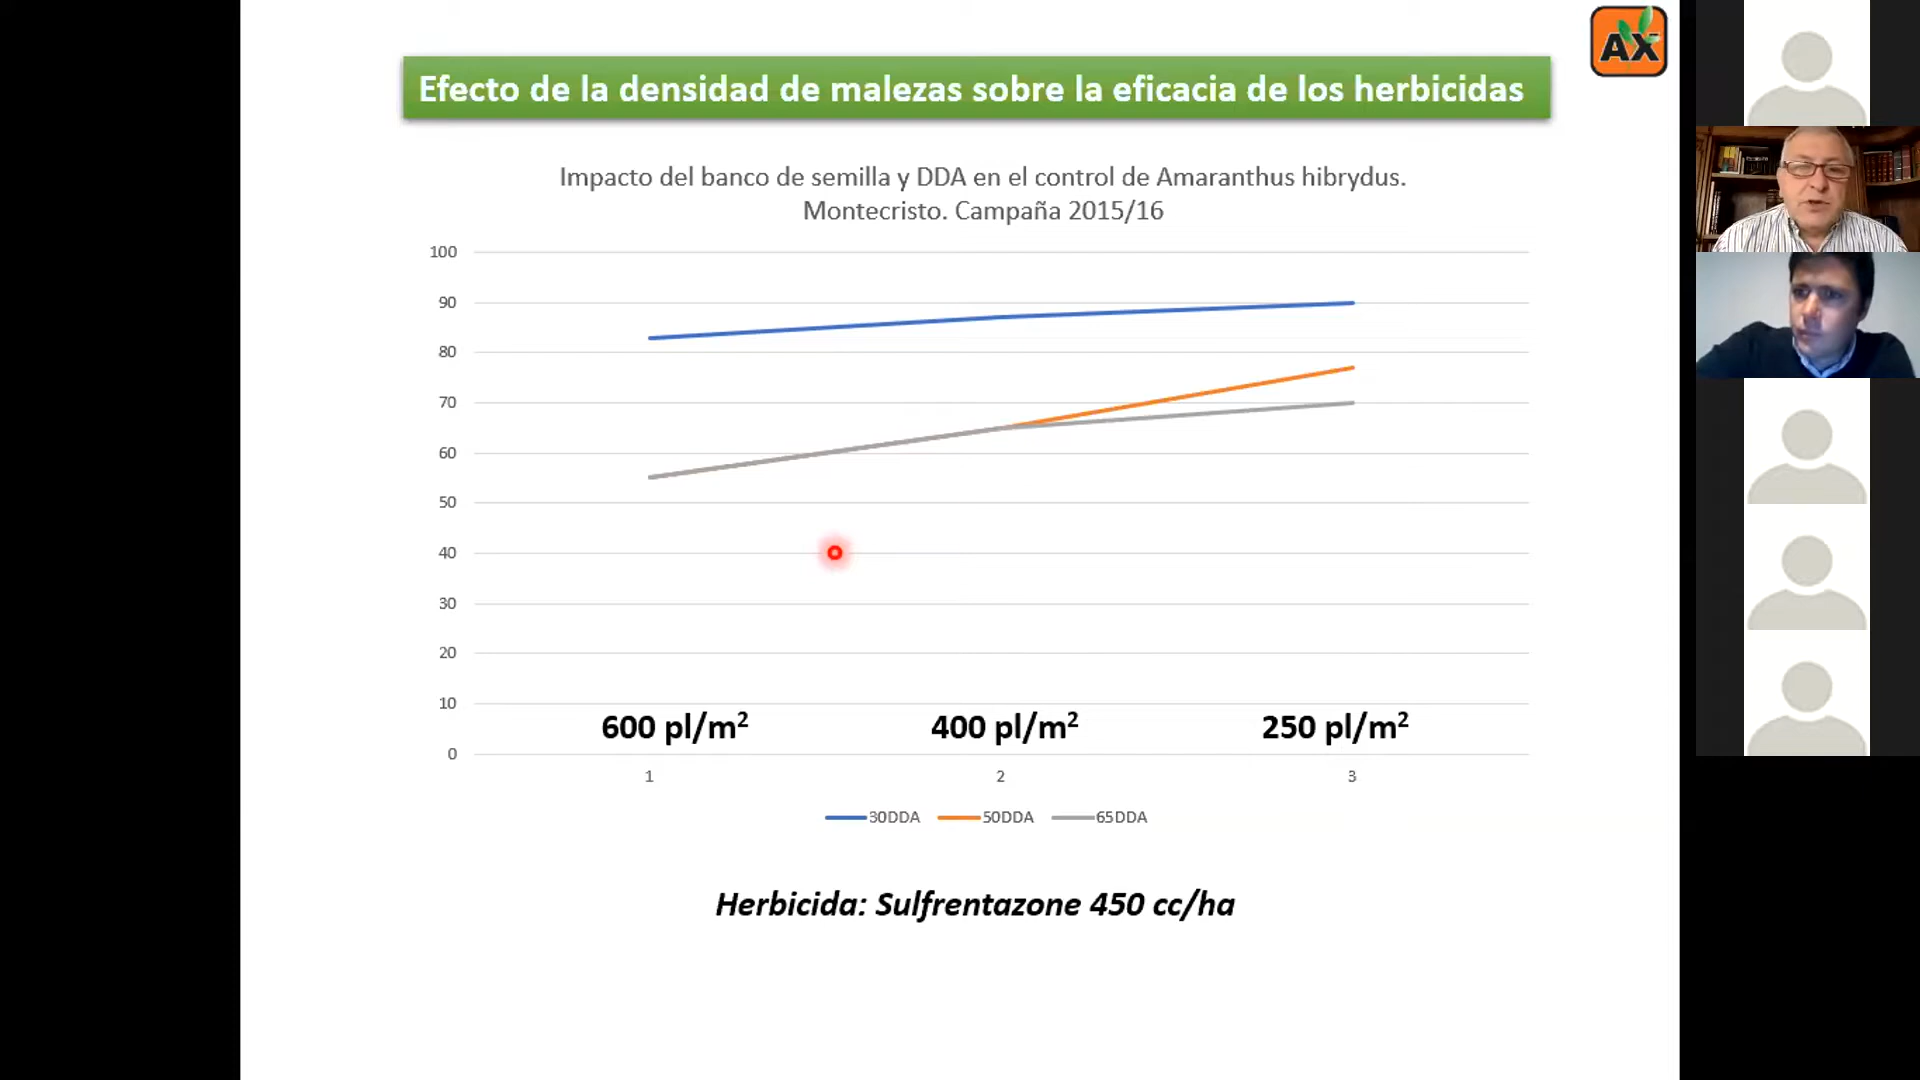 AX
Efecto de la densidad de malezas sobre la eficacia de los herbicidas
Impacto del banco de semilla y DDA en el control de Amaranthus hibrydus.
Montecristo. Campaña 2015/16
100
90
80
70
60
50
40
30
20
10
0
600 pl/m² 400 pl/m² 250 pl/m²
1 2 3
30DDA 50DDA 65DDA
Herbicida: Sulfrentazone 450 cc/ha